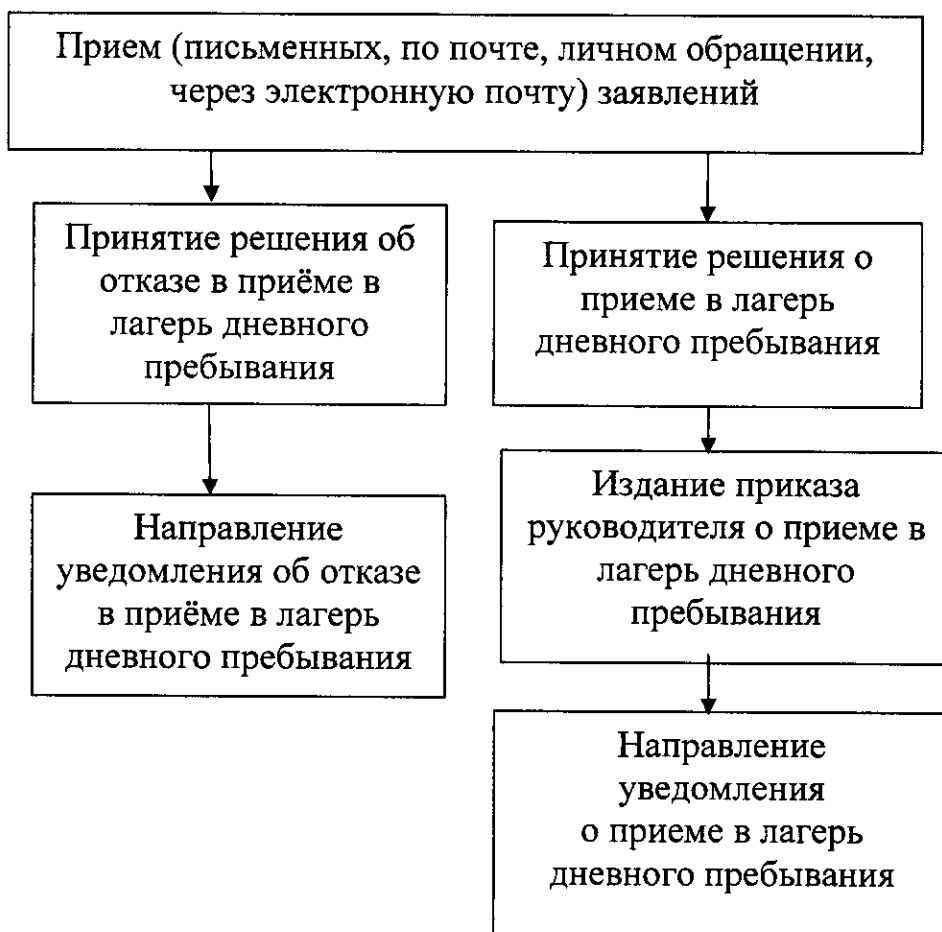 Прием (письменных, по почте, личном обращении,
через электронную почту) заявлений
Принятие решения об
отказе в приёме в
лагерь дневного
пребывания
Направление
уведомления об отказе
в приёме в лагерь
дневного пребывания
Принятие решения о
приеме в лагерь
дневного пребывания
Издание приказа
руководителя о приеме в
лагерь дневного
пребывания
Направление
уведомления
о приеме в лагерь
дневного пребывания